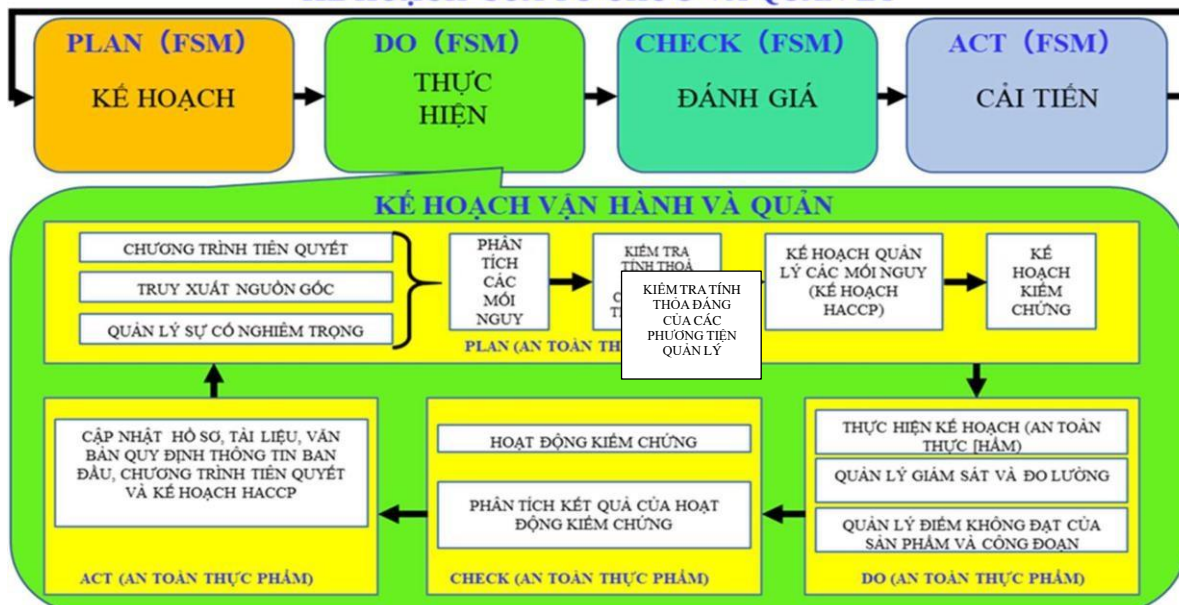 PLAN (FSM)
KẾ HOẠCH
DO (FSM)
THỰC
HIỆN
CHECK (FSM)
ĐÁNH GIÁ
ACT (FSM)
CẢI TIẾN
KẾ HOẠCH VẬN HÀNH VÀ QUẢN
CHƯƠNG TRÌNH TIÊN QUYẾT
TRUY XUẤT NGUỒN GỐC
QUẢN LÝ SỰ CỐ NGHIÊM TRỌNG
PHÂN
TÍCH
CÁC
MỐI
NGUY
KIỂM TRA
TÍNH THOẢ
KIỂM TRA TÍNH
THỎA ĐÁNG
CỦA CÁC
PHƯƠNG TIỆN
QUẢN LÝ
KẾ HOẠCH QUẢN
LÝ CÁC MỐI NGUY
(KẾ HOẠCH
HACCP)
KẾ
HOẠCH
KIỂM
CHỨNG
PLAN (AN TOÀN
THỰC HIỆN KẾ HOẠCH (AN TOÀN
THỰC [HẨM)
QUẢN LÝ GIÁM SÁT VÀ ĐO LƯỜNG
QUẢN LÝ ĐIỂM KHÔNG ĐẠT CỦA
SẢN PHẨM VÀ CÔNG ĐOẠN
DO (AN TOÀN THỰC PHẨM)
HOẠT ĐỘNG KIỂM CHỨNG
PHÂN TÍCH KẾT QUẢ CỦA HOẠT
ĐỘNG KIỂM CHỨNG
CHECK (AN TOÀN THỰC PHẨM)
CẬP NHẬT HỒ SƠ, TÀI LIỆU, VĂN
BẢN QUY ĐỊNH THÔNG TIN BAN
ĐẦU, CHƯƠNG TRÌNH TIÊN QUYẾT
VÀ KẾ HOẠCH HACCP
ACT (AN TOÀN THỰC PHẨM)